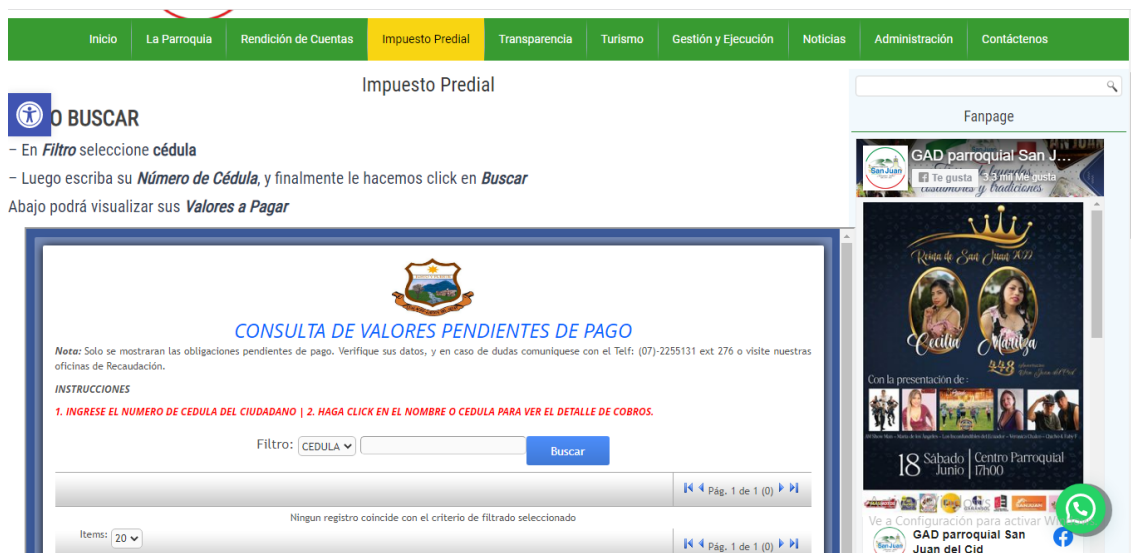 Inicio
La Parroquia
Rendición de Cuentas
Impuesto Predial
Transparencia
Turismo
Gestión y Ejecución
Noticias
Administración
Contáctenos
Impuesto Predial
O BUSCAR
– En Filtro seleccione cédula
– Luego escriba su Número de Cédula, y finalmente le hacemos click en Buscar
Abajo podrá visualizar sus Valores a Pagar
CONSULTA DE VALORES PENDIENTES DE PAGO
Nota: Solo se mostraran las obligaciones pendientes de pago. Verifique sus datos, y en caso de dudas comuniquese con el Telf: (07)-2255131 ext 276 o visite nuestras
oficinas de Recaudación.
INSTRUCCIONES
1. INGRESE EL NUMERO DE CEDULA DEL CIUDADANO | 2. HAGA CLICK EN EL NOMBRE O CEDULA PARA VER EL DETALLE DE COBROS.
Filtro: CEDULA Buscar
Pág. 1 de 1 (0)
Ningun registro coincide con el criterio de filtrado seleccionado
Items: 20
Pág. 1 de 1 (0)
Fanpage
GAD parroquial San J...
San Juan
Te gusta 3,3 mil Me gusta
costumbres y tradiciones
Reina de San Juan 2022
Cecilia
Maritza
448
Con la presentación de :
18 Sábado Junio
Centro Parroquial 17h00
Ve a Configuración para activar Wi
GAD parroquial San
Juan del Cid